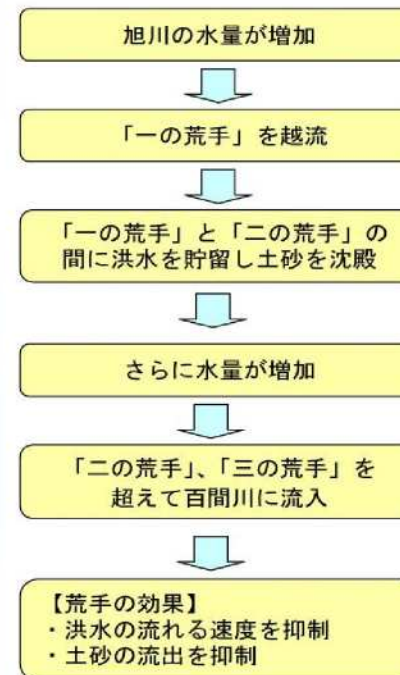 旭川の水量が増加
「一の荒手」を越流
「一の荒手」と「二の荒手」の
間に洪水を貯留し土砂を沈殿
さらに水量が増加
「二の荒手」、「三の荒手」を
超えて百間川に流入
【荒手の効果】
・洪水の流れる速度を抑制
・土砂の流出を抑制